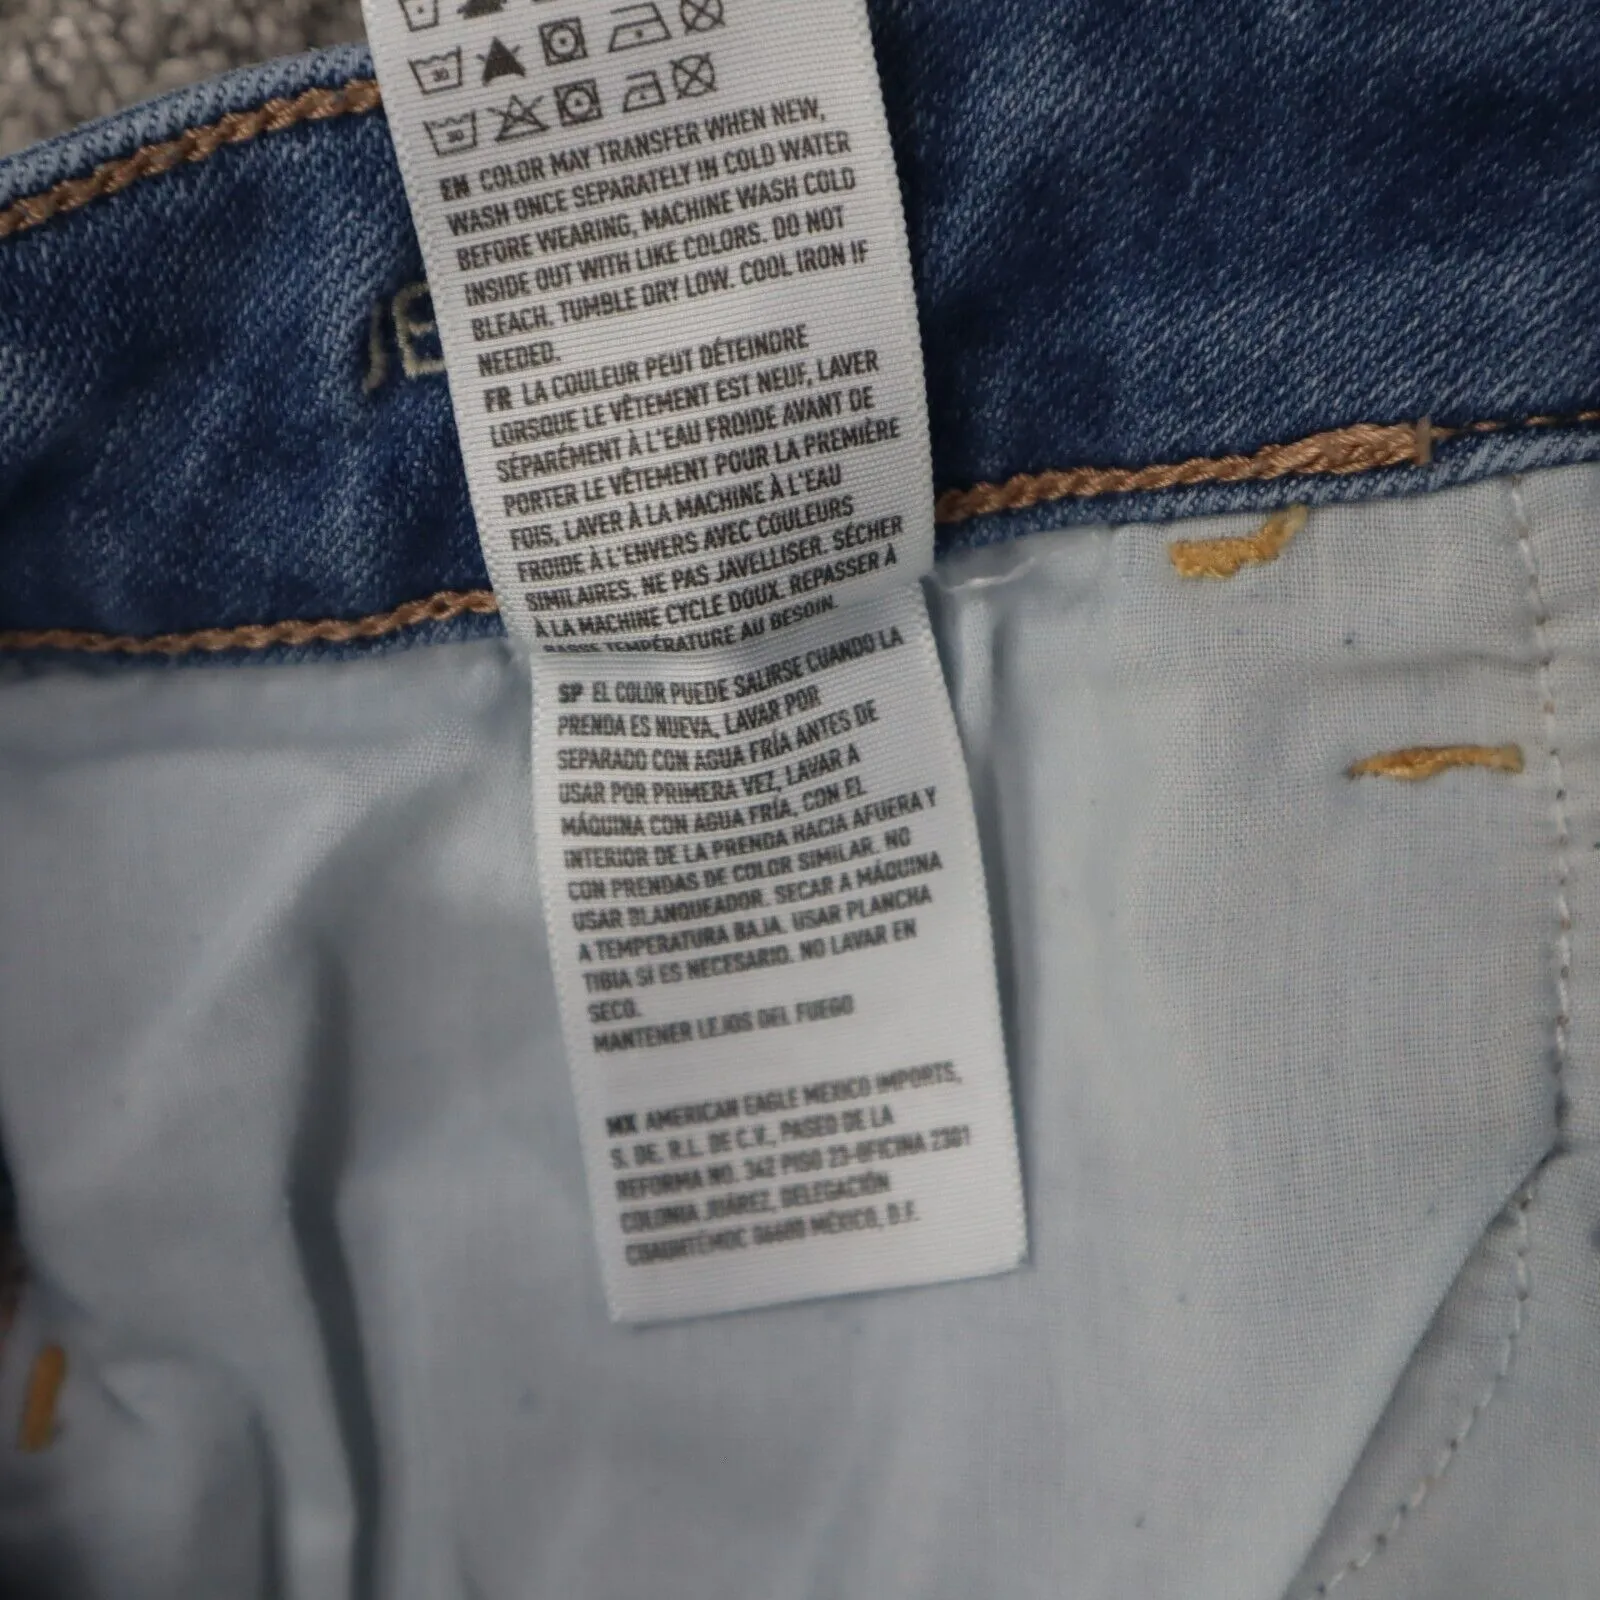 30
30
EN COLOR MAY TRANSFER WHEN NEW,
WASH ONCE SEPARATELY IN COLD WATER
BEFORE WEARING, MACHINE WASH COLD
INSIDE OUT WITH LIKE COLORS. DO NOT
BLEACH. TUMBLE DRY LOW. COOL IRON IF
NEEDED.
FR LA COULEUR PEUT DÉTEINDRE
LORSQUE LE VÊTEMENT EST NEUF, LAVER
SÉPARÉMENT À L'EAU FROIDE AVANT DE
PORTER LE VÊTEMENT POUR LA PREMIÈRE
FOIS, LAVER À LA MACHINE À L'EAU
FROIDE À L'ENVERS AVEC COULEURS
SIMILAIRES. NE PAS JAVELLISER. SÉCHER
À LA MACHINE CYCLE DOUX. REPASSER À
BASSE TEMPÉRATURE AU BESOIN.
SP EL COLOR PUEDE SALIRSE CUANDO LA
PRENDA ES NUEVA, LAVAR POR
SEPARADO CON AGUA FRÍA ANTES DE
USAR POR PRIMERA VEZ, LAVAR A
MÁQUINA CON AGUA FRÍA, CON EL
INTERIOR DE LA PRENDA HACIA AFUERA Y
CON PRENDAS DE COLOR SIMILAR. NO
USAR BLANQUEADOR. SECAR A MÁQUINA
A TEMPERATURA BAJA. USAR PLANCHA
TIBIA SI ES NECESARIO. NO LAVAR EN
SECO.
MANTENER LEJOS DEL FUEGO
MX AMERICAN EAGLE MEXICO IMPORTS,
S. DE. R.L. DE C.V., PASEO DE LA
REFORMA NO. 342 PISO 23-OFICINA 2301
COLONIA JUÁREZ, DELEGACIÓN
CUAUHTÉMOC 06600 MÉXICO, D.F.
JE